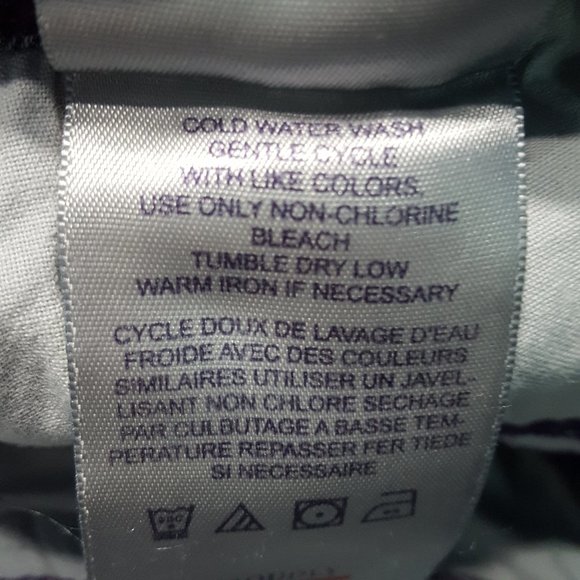 COLD WATER WASH
GENTLE CYCLE
WITH LIKE COLORS.
USE ONLY NON-CHLORINE
BLEACH
TUMBLE DRY LOW
WARM IRON IF NECESSARY
CYCLE DOUX DE LAVAGE D'EAU
FROIDE AVEC DES COULEURS
SIMILAIRES UTILISER UN JAVEL-
LISANT NON CHLORE SECHAGE
PAR CULBUTAGE A BASSE TEM-
PERATURE REPASSER FER TIEDE
SI NECESSAIRE